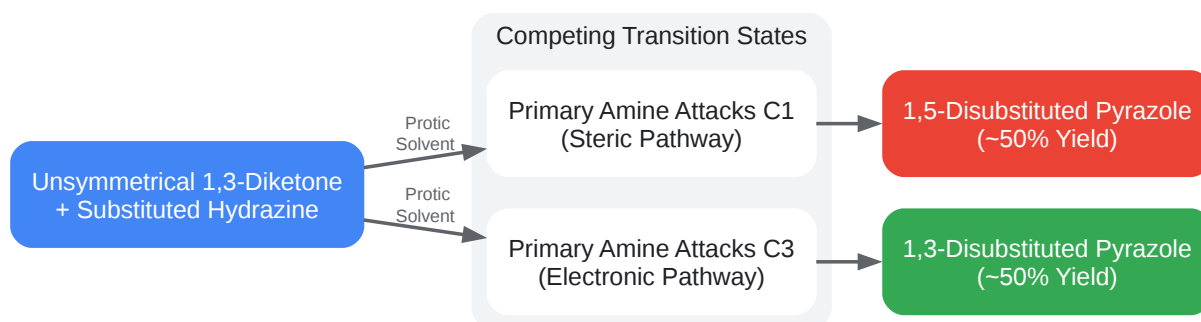 Competing Transition States
Unsymmetrical 1,3-Diketone
+ Substituted Hydrazine
Protic
Solvent
Protic
Solvent
Primary Amine Attacks C1
(Steric Pathway)
Primary Amine Attacks C3
(Electronic Pathway)
1,5-Disubstituted Pyrazole
(~50% Yield)
1,3-Disubstituted Pyrazole
(~50% Yield)